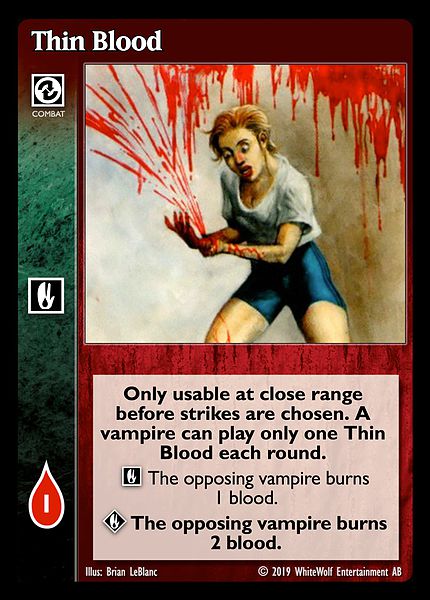 Thin Blood
COMBAT
Only usable at close range
before strikes are chosen. A
vampire can play only one Thin
Blood each round.
The opposing vampire burns
1 blood.
The opposing vampire burns
2 blood.
1
Illus: Brian LeBlanc © 2019 WhiteWolf Entertainment AB